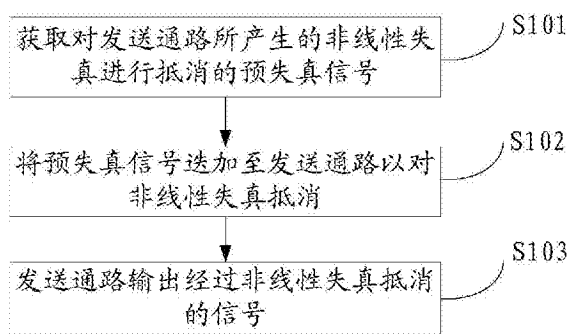 获取对发送通路所产生的非线性失
真进行抵消的预失真信号
S101
将预失真信号迭加至发送通路以对
非线性失真抵消
S102
发送通路输出经过非线性失真抵消
的信号
S103